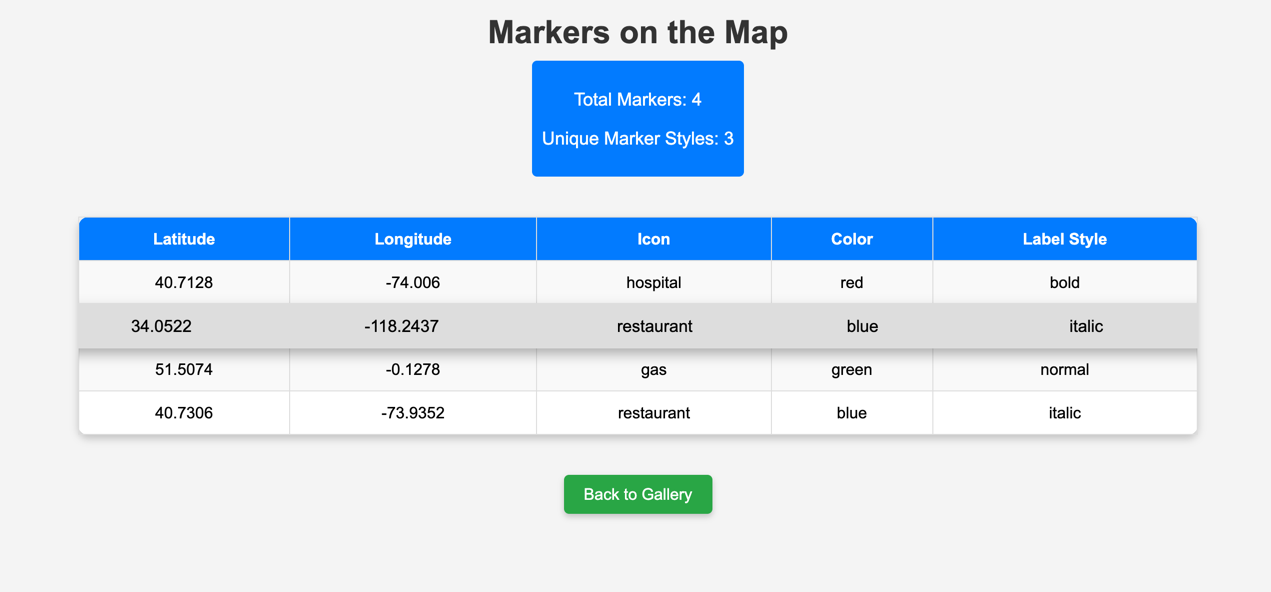 Markers on the Map
Total Markers: 4
Unique Marker Styles: 3
Latitude Longitude Icon Color Label Style
40.7128 -74.006 hospital red bold
34.0522 -118.2437 restaurant blue italic
51.5074 -0.1278 gas green normal
40.7306 -73.9352 restaurant blue italic
Back to Gallery